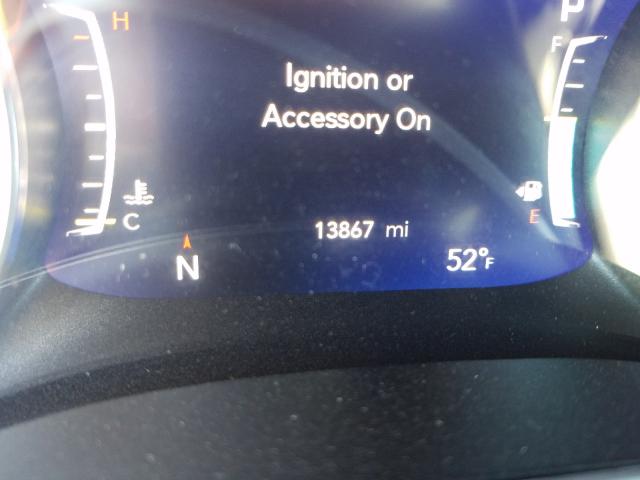 P
H
F
Ignition or
Accessory On
E
C
13867 mi
N
52°F